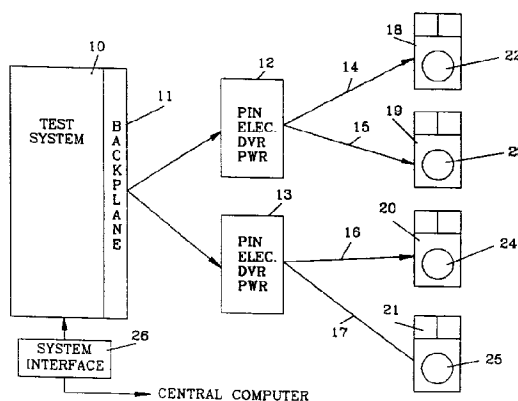 10
11
12
13
14
15
16
17
18
19
20
21
22
24
25
26
TEST
SYSTEM
BACKPLANE
PIN
ELEC.
DVR
PWR
PIN
ELEC.
DVR
PWR
SYSTEM
INTERFACE
CENTRAL COMPUTER